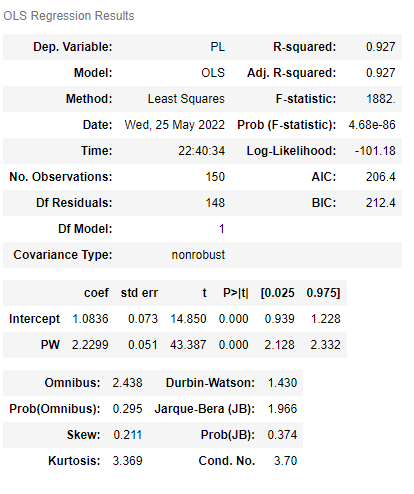 OLS Regression Results
Dep. Variable: PL R-squared: 0.927
Model: OLS Adj. R-squared: 0.927
Method: Least Squares F-statistic: 1882.
Date: Wed, 25 May 2022 Prob (F-statistic): 4.68e-86
Time: 22:40:34 Log-Likelihood: -101.18
No. Observations: 150 AIC: 206.4
Df Residuals: 148 BIC: 212.4
Df Model: 1
Covariance Type: nonrobust
coef std err t P>|t| [0.025 0.975]
Intercept 1.0836 0.073 14.850 0.000 0.939 1.228
PW 2.2299 0.051 43.387 0.000 2.128 2.332
Omnibus: 2.438 Durbin-Watson: 1.430
Prob(Omnibus): 0.295 Jarque-Bera (JB): 1.966
Skew: 0.211 Prob(JB): 0.374
Kurtosis: 3.369 Cond. No. 3.70